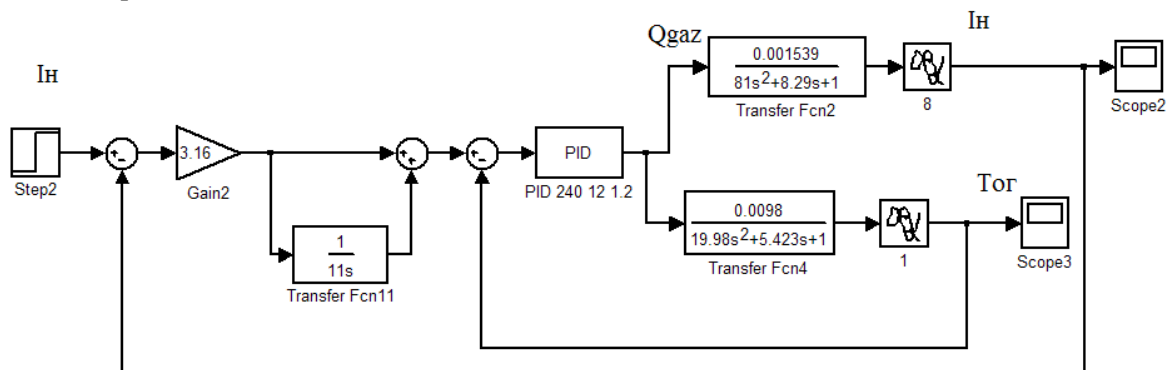 Iн
Qgaz
Iн
0.001539
81s²+8.29s+1
Transfer Fcn2
8
Scope2
Step2
+
-
3.16
Gain2
+
+
+
-
PID
PID 240 12 1.2
1
11s
Transfer Fcn11
0.0098
19.98s²+5.423s+1
Transfer Fcn4
1
Tог
Scope3